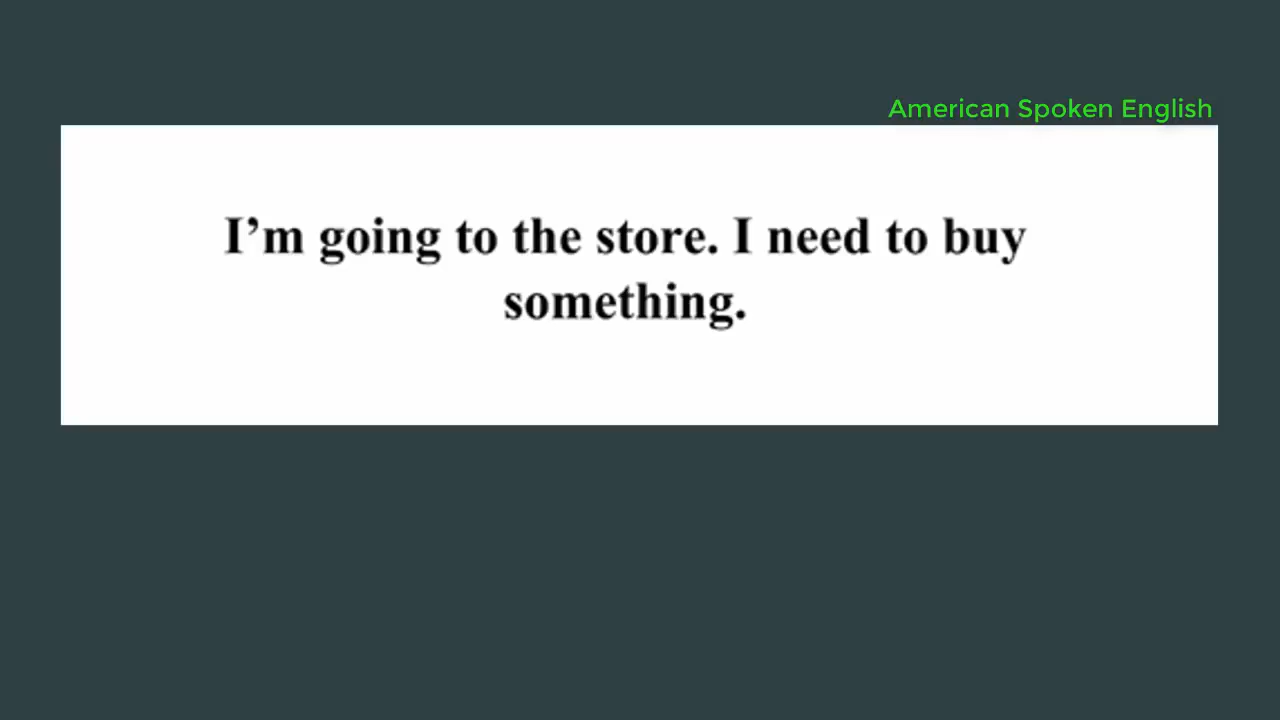 American Spoken English
I’m going to the store. I need to buy
something.